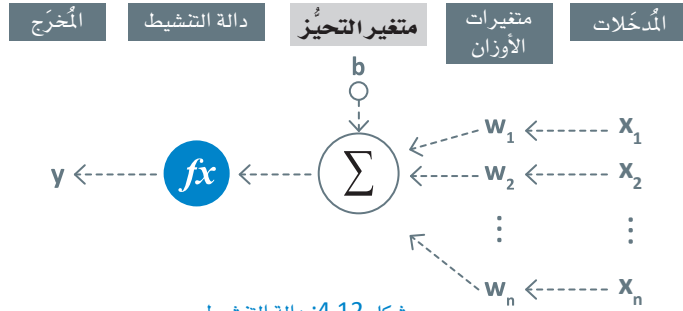 المُدخَلات
متغيرات
الأوزان
متغير التحيُّز
دالة التنشيط
المُخرَج
b
x1 w1
x2 w2
⋮ ⋮
xn wn
Σ
fx
y